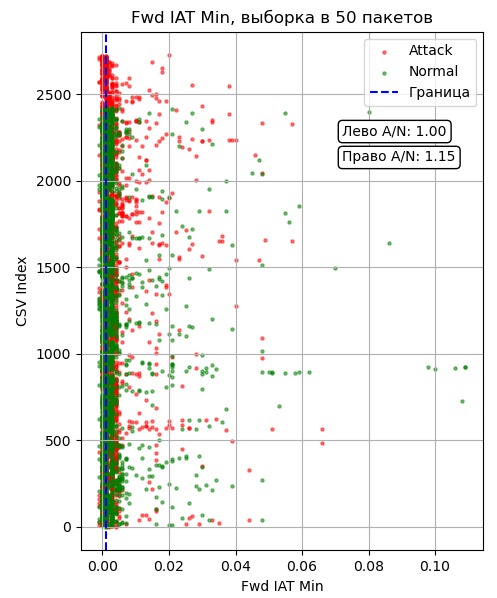 Fwd IAT Min, выборка в 50 пакетов
Attack
Normal
Граница
Лево A/N: 1.00
Право A/N: 1.15
CSV Index
2500
2000
1500
1000
500
0
0.00 0.02 0.04 0.06 0.08 0.10
Fwd IAT Min